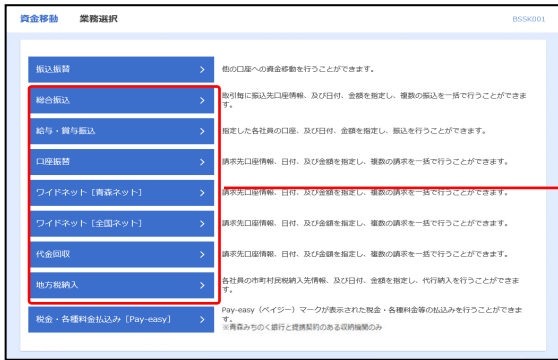 資金移動 業務選択 BSSK001
振込振替 > 他の口座への資金移動を行うことができます。
総合振込 > 取引毎に振込先口座情報、及び日付、金額を指定し、複数の振込を一括で行うことができま
す。
給与・賞与振込 > 指定した各社員の口座、及び日付、金額を指定し、振込を行うことができます。
口座振替 > 請求先口座情報、日付、及び金額を指定し、複数の請求を一括で行うことができます。
ワイドネット［青森ネット］ > 請求先口座情報、日付、及び金額を指定し、複数の請求を一括で行うことができます。
ワイドネット［全国ネット］ > 請求先口座情報、日付、及び金額を指定し、複数の請求を一括で行うことができます。
代金回収 > 請求先口座情報、日付、及び金額を指定し、複数の請求を一括で行うことができます。
地方税納入 > 各社員の市町村民税納入先情報、及び日付、金額を指定し、代行納入を行うことができま
す。
税金・各種料金払込み［Pay-easy］ > Pay-easy（ペイジー）マークが表示された税金・各種料金等の払込みを行うことができま
す。
※青森みちのく銀行と提携契約のある収納機関のみ